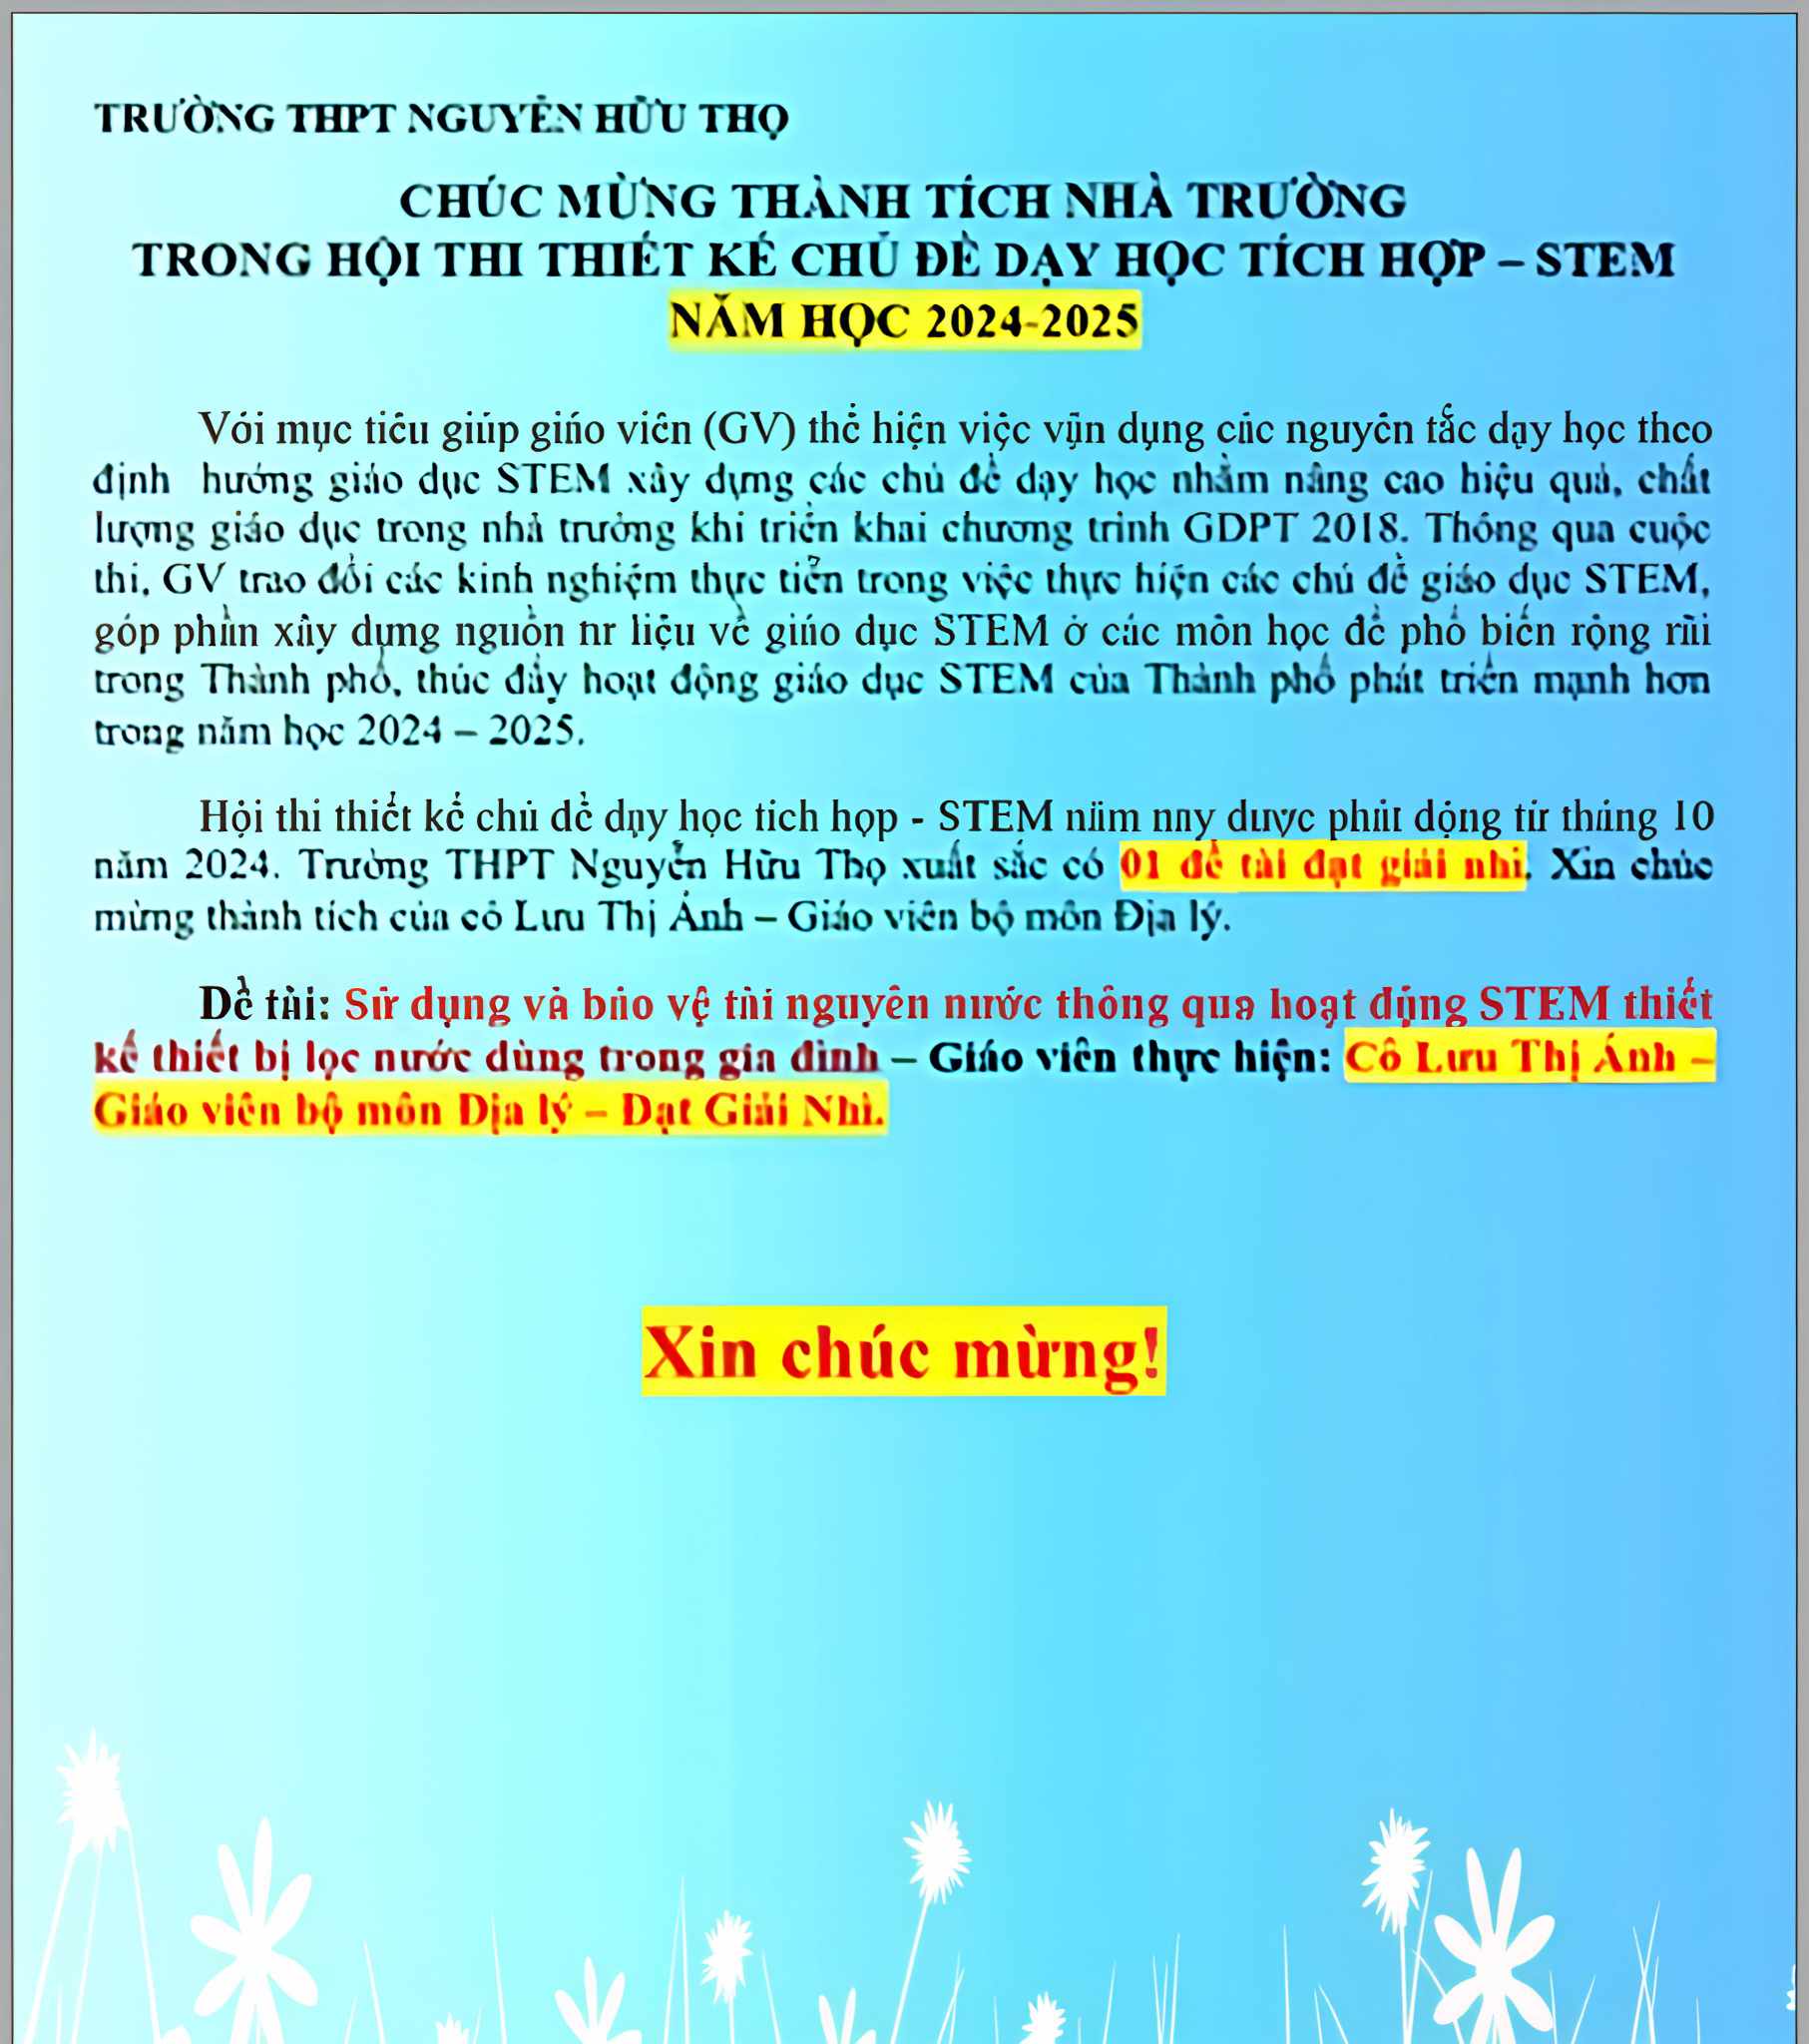 TRƯỜNG THPT NGUYỄN HỮU THỌ
CHÚC MỪNG THÀNH TÍCH NHÀ TRƯỜNG
TRONG HỘI THI THIẾT KẾ CHỦ ĐỀ DẠY HỌC TÍCH HỢP – STEM
NĂM HỌC 2024-2025
Với mục tiêu giúp giáo viên (GV) thể hiện việc vận dụng các nguyên tắc dạy học theo
định hướng giáo dục STEM xây dựng các chủ đề dạy học nhằm nâng cao hiệu quả, chất
lượng giáo dục trong nhà trường khi triển khai chương trình GDPT 2018. Thông qua cuộc
thi, GV trao đổi các kinh nghiệm thực tiễn trong việc thực hiện các chủ đề giáo dục STEM,
góp phần xây dựng nguồn tư liệu về giáo dục STEM ở các môn học để phổ biến rộng rãi
trong Thành phố, thúc đẩy hoạt động giáo dục STEM của Thành phố phát triển mạnh hơn
trong năm học 2024 – 2025.
Hội thi thiết kế chủ đề dạy học tích hợp - STEM năm nay được phát động từ tháng 10
năm 2024. Trường THPT Nguyễn Hữu Thọ xuất sắc có 01 đề tài đạt giải nhì. Xin chúc
mừng thành tích của cô Lưu Thị Ánh – Giáo viên bộ môn Địa lý.
Đề tài: Sử dụng và bảo vệ tài nguyên nước thông qua hoạt động STEM thiết
kế thiết bị lọc nước dùng trong gia đình – Giáo viên thực hiện: Cô Lưu Thị Ánh –
Giáo viên bộ môn Địa lý – Đạt Giải Nhì.
Xin chúc mừng!